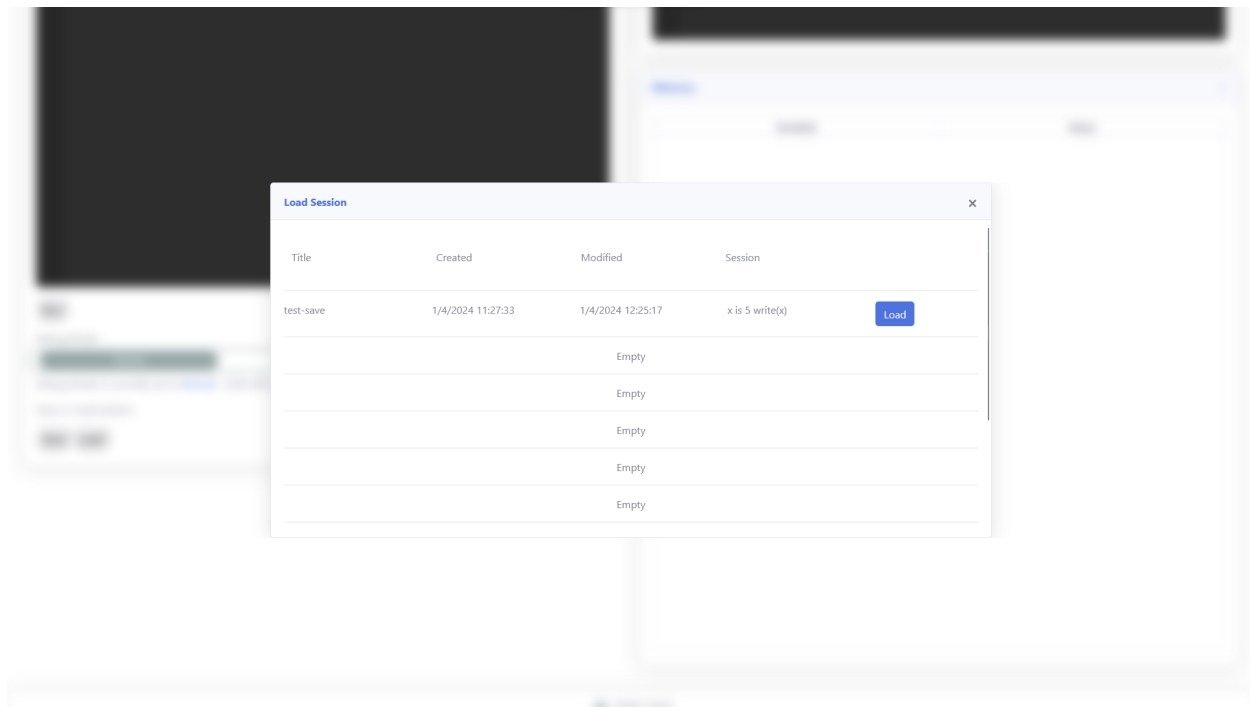 Load Session ×
Title Created Modified Session
test-save 1/4/2024 11:27:33 1/4/2024 12:25:17 x is 5 write(x) Load
Empty
Empty
Empty
Empty
Empty